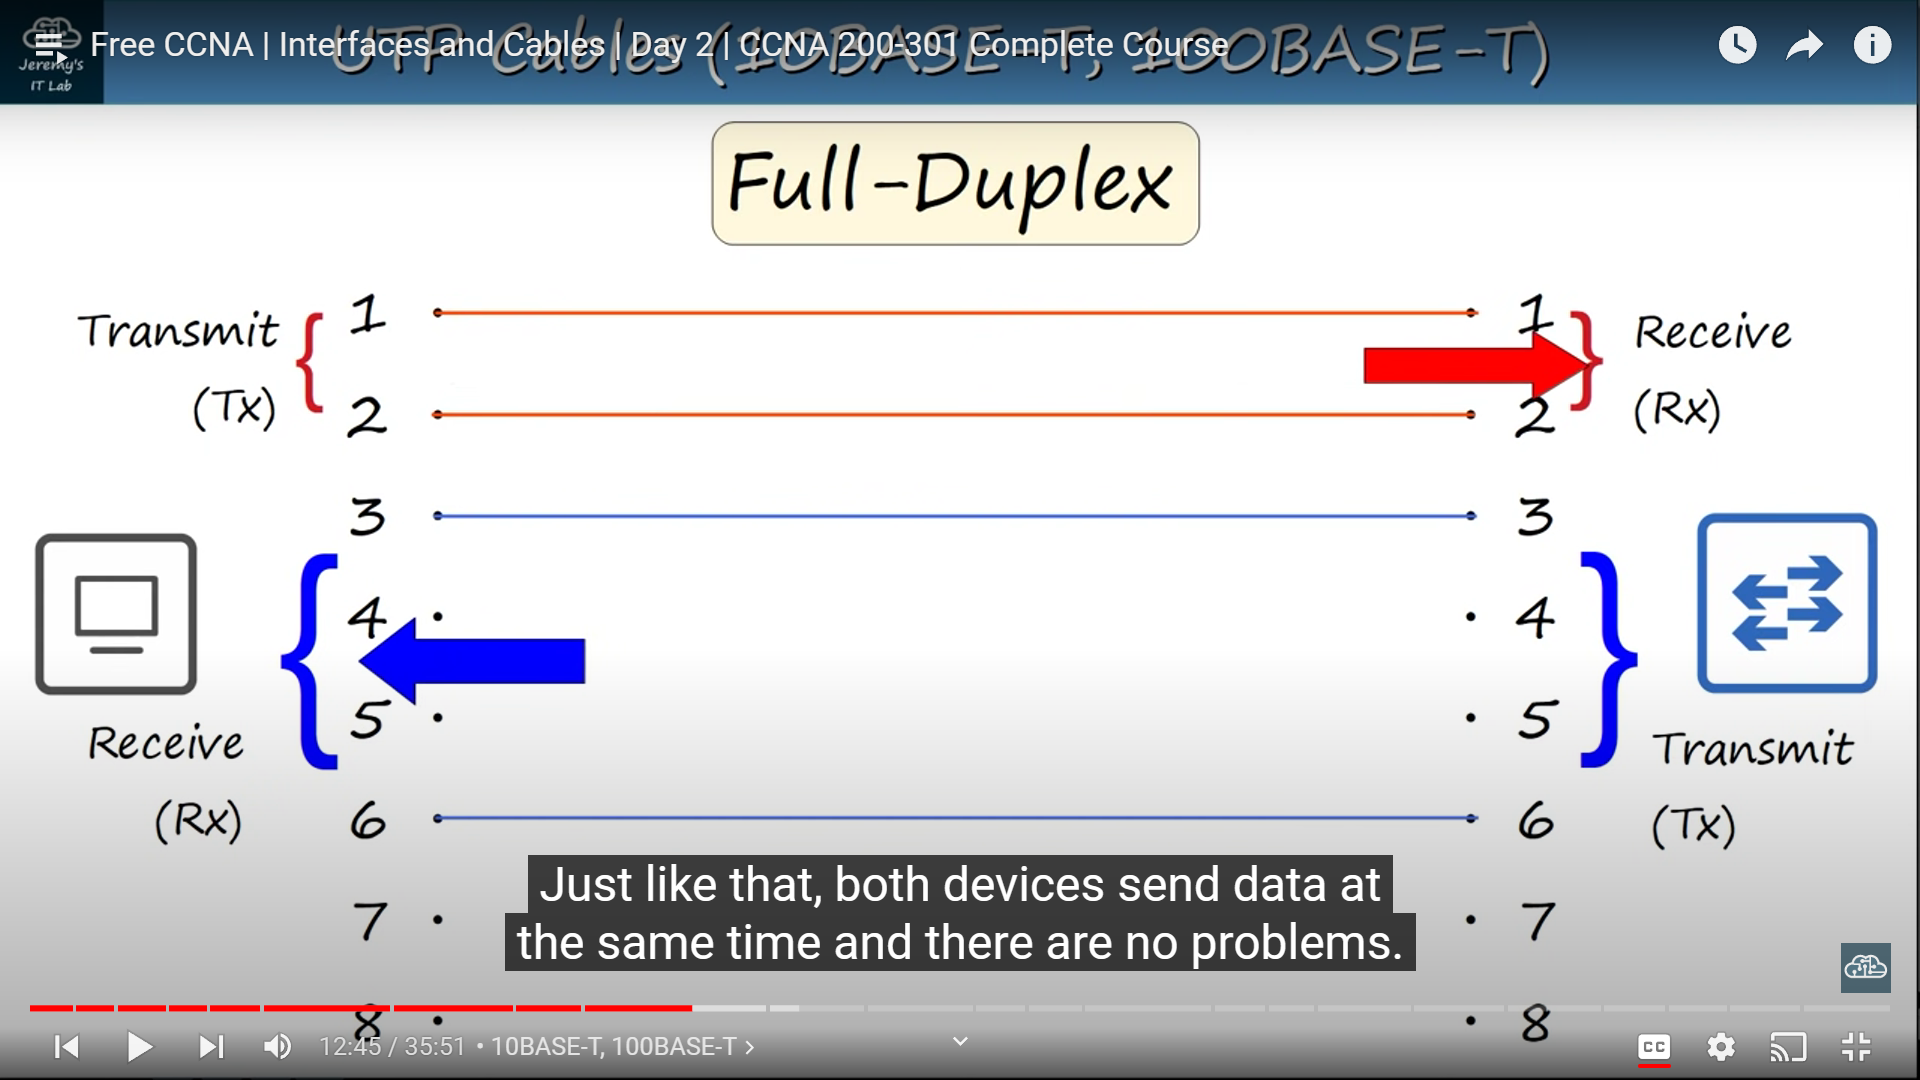 Jeremy's
IT Lab
Free CCNA | Interfaces and Cables | Day 2 | CCNA 200-301 Complete Course
UTP Cables (10BASE-T, 100BASE-T)
Full-Duplex
Transmit
(Tx)
1
1
Receive
(Rx)
2
2
3
3
4
4
5
5
Receive
(Rx)
Transmit
(Tx)
6
6
Just like that, both devices send data at
the same time and there are no problems.
7
7
8
8
12:45 / 35:51 • 10BASE-T, 100BASE-T
CC